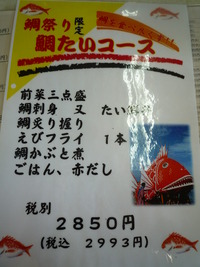 鯛祭り 限定
鯛たいコース
前菜三点盛
鯛刺身 又 たい
鯛炙り握り
えびフライ 1本
鯛かぶと煮
ごはん、赤だし
税別
2850円
(税込 2993円)